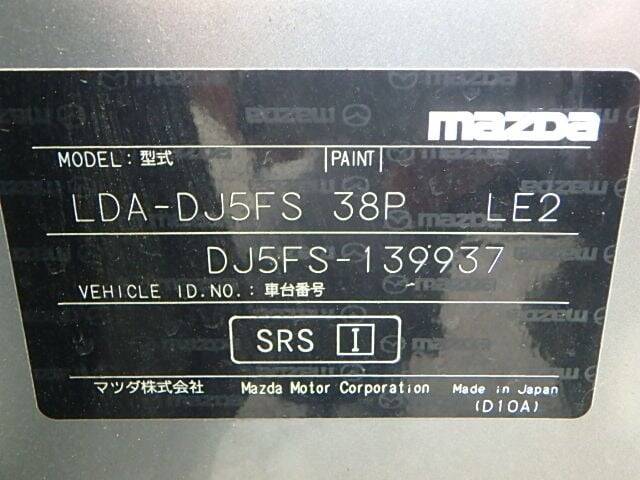 mazda
MODEL: 型式 PAINT
LDA-DJ5FS 38P LE2
DJ5FS-139937
VEHICLE I.D.NO.: 車台番号
SRS I
マツダ株式会社 Mazda Motor Corporation Made in Japan
(D10A)